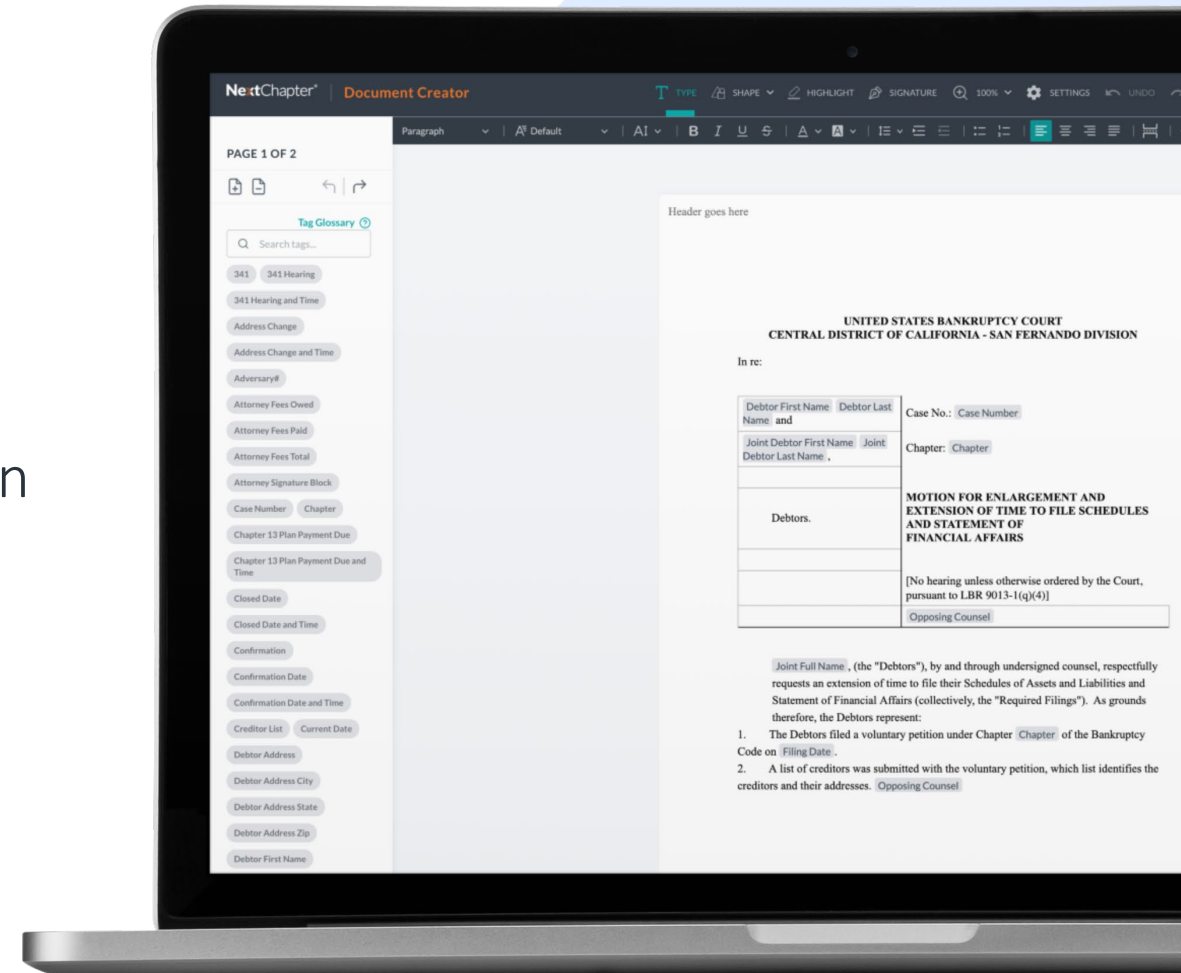 n
NextChapter® | Document Creator
TYPE SHAPE HIGHLIGHT SIGNATURE 100% SETTINGS UNDO
Paragraph Default AI B I U S A A
PAGE 1 OF 2
Tag Glossary ?
Search tags...
341 341 Hearing
341 Hearing and Time
Address Change
Address Change and Time
Adversary#
Attorney Fees Owed
Attorney Fees Paid
Attorney Fees Total
Attorney Signature Block
Case Number Chapter
Chapter 13 Plan Payment Due
Chapter 13 Plan Payment Due and
Time
Closed Date
Closed Date and Time
Confirmation
Confirmation Date
Confirmation Date and Time
Creditor List Current Date
Debtor Address
Debtor Address City
Debtor Address State
Debtor Address Zip
Debtor First Name
Header goes here
UNITED STATES BANKRUPTCY COURT
CENTRAL DISTRICT OF CALIFORNIA - SAN FERNANDO DIVISION
In re:
Debtor First Name Debtor Last
Name and
Joint Debtor First Name Joint
Debtor Last Name ,
Debtors.
Case No.: Case Number
Chapter: Chapter
MOTION FOR ENLARGEMENT AND
EXTENSION OF TIME TO FILE SCHEDULES
AND STATEMENT OF
FINANCIAL AFFAIRS
[No hearing unless otherwise ordered by the Court,
pursuant to LBR 9013-1(q)(4)]
Opposing Counsel
Joint Full Name , (the "Debtors"), by and through undersigned counsel, respectfully
requests an extension of time to file their Schedules of Assets and Liabilities and
Statement of Financial Affairs (collectively, the "Required Filings"). As grounds
therefore, the Debtors represent:
1. The Debtors filed a voluntary petition under Chapter Chapter of the Bankruptcy
Code on Filing Date .
2. A list of creditors was submitted with the voluntary petition, which list identifies the
creditors and their addresses. Opposing Counsel